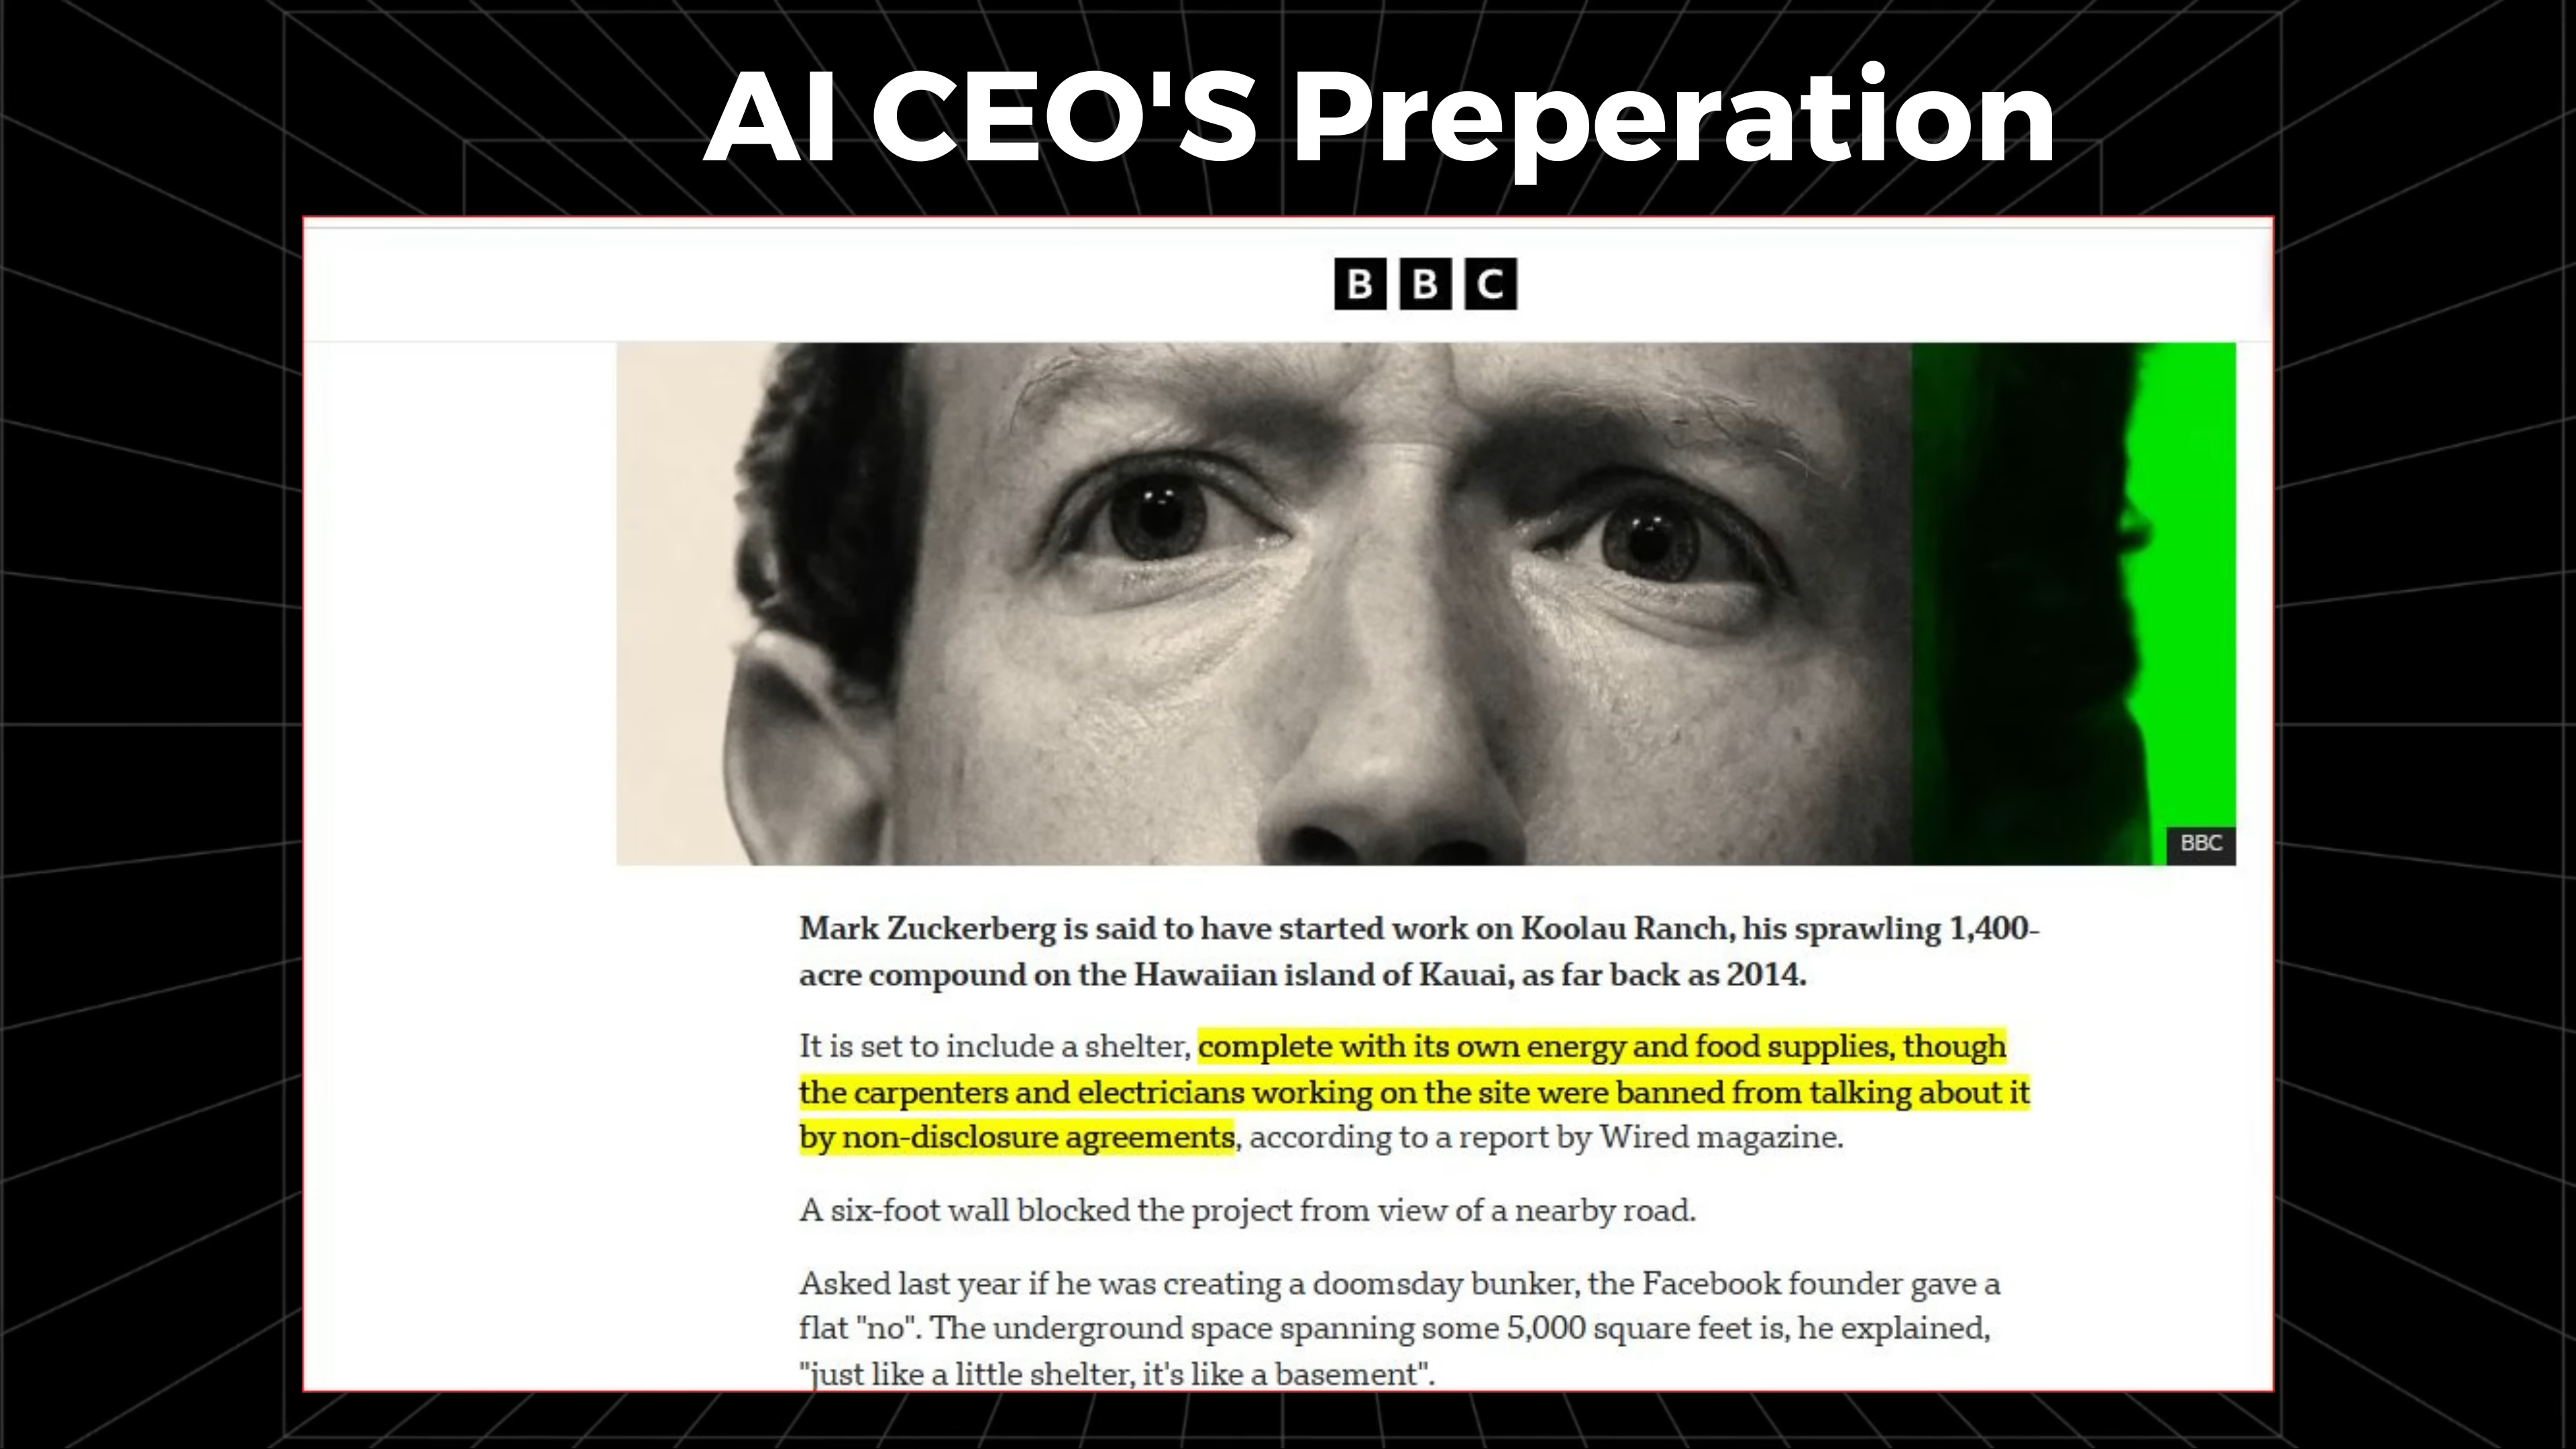 AI CEO'S Preperation
BBC
BBC
Mark Zuckerberg is said to have started work on Koolau Ranch, his sprawling 1,400-
acre compound on the Hawaiian island of Kauai, as far back as 2014.
It is set to include a shelter, complete with its own energy and food supplies, though
the carpenters and electricians working on the site were banned from talking about it
by non-disclosure agreements, according to a report by Wired magazine.
A six-foot wall blocked the project from view of a nearby road.
Asked last year if he was creating a doomsday bunker, the Facebook founder gave a
flat "no". The underground space spanning some 5,000 square feet is, he explained,
"just like a little shelter, it's like a basement".